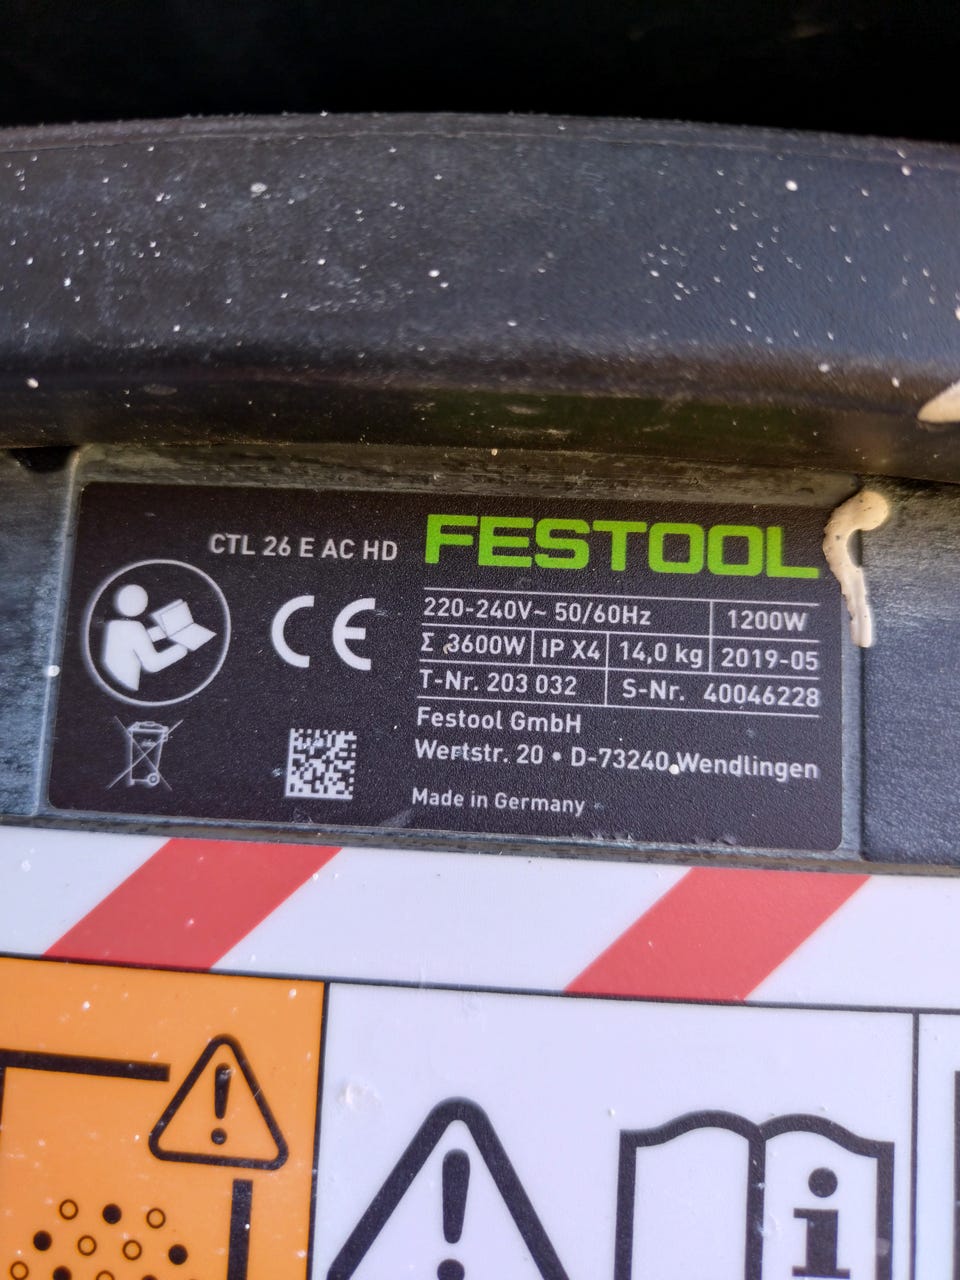 CTL 26 E AC HD
FESTOOL
CE
220-240V~ 50/60Hz 1200W
Σ 3600W IP X4 14,0 kg 2019-05
T-Nr. 203 032 S-Nr. 40046228
Festool GmbH
Wertstr. 20 • D-73240 Wendlingen
Made in Germany